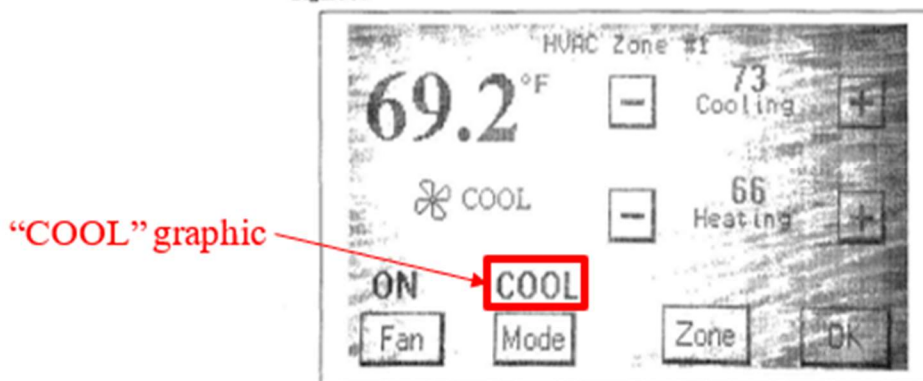 HVAC Zone #1
69.2°F
− 73 +
Cooling
COOL
− 66 +
Heating
"COOL" graphic
ON COOL
Fan Mode Zone OK